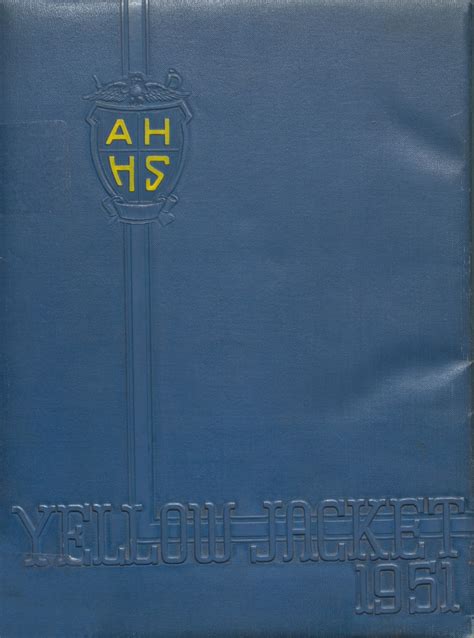 AH
HS
YELLOW JACKET
1951